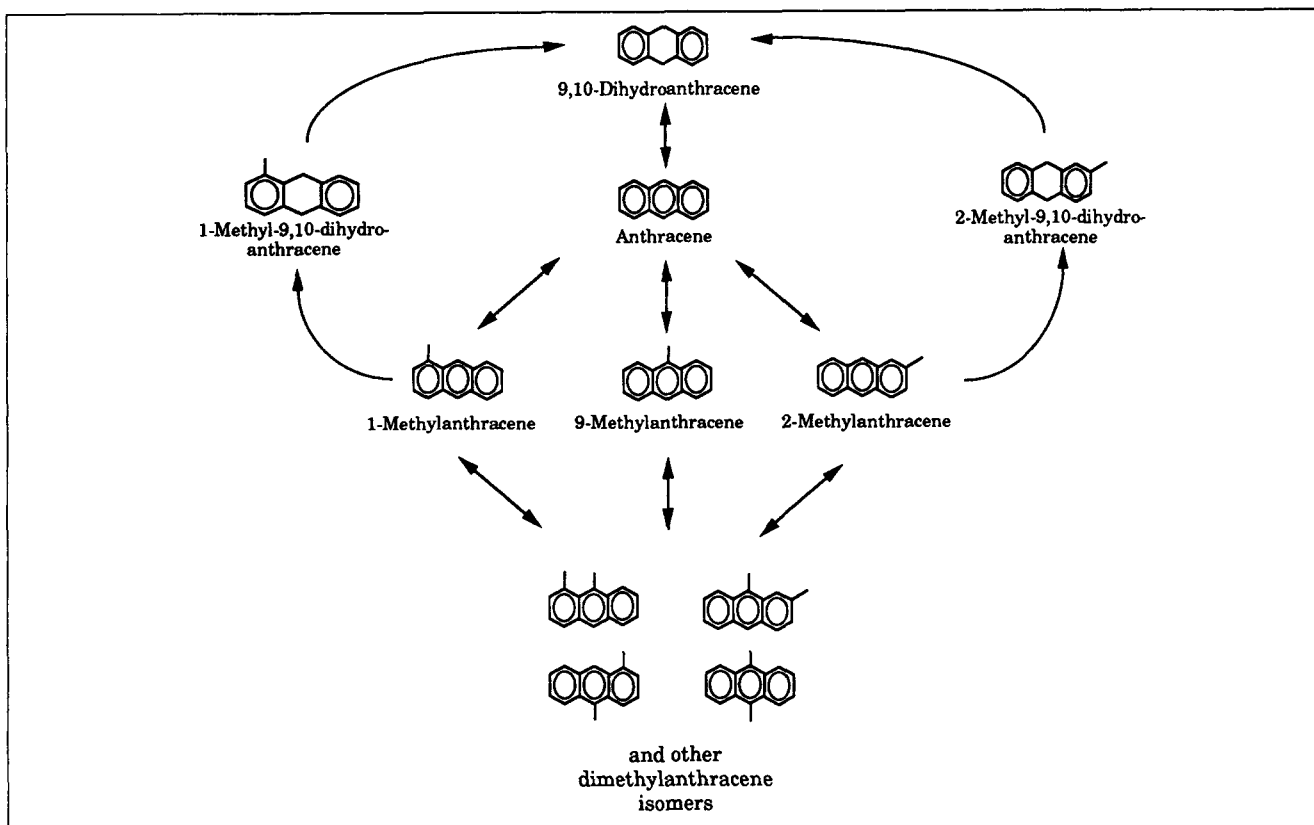 9,10-Dihydroanthracene
1-Methyl-9,10-dihydro-
anthracene
Anthracene
2-Methyl-9,10-dihydro-
anthracene
1-Methylanthracene
9-Methylanthracene
2-Methylanthracene
and other
dimethylanthracene
isomers